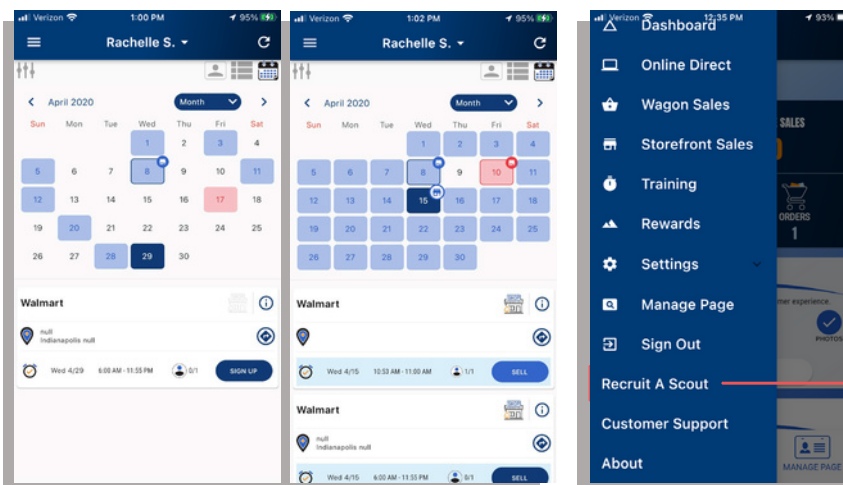 Verizon
1:00 PM
95%
Rachelle S.
April 2020
Month
Sun Mon Tue Wed Thu Fri Sat
1 2 3 4
5 6 7 8 9 10 11
12 13 14 15 16 17 18
19 20 21 22 23 24 25
26 27 28 29 30
Walmart
null
Indianapolis null
Wed 4/29 6:00 AM - 11:55 PM 0/1 SIGN UP
Verizon
1:02 PM
95%
Rachelle S.
April 2020
Month
Sun Mon Tue Wed Thu Fri Sat
1 2 3 4
5 6 7 8 9 10 11
12 13 14 15 16 17 18
19 20 21 22 23 24 25
26 27 28 29 30
Walmart
Wed 4/15 10:53 AM - 11:00 AM 1/1 SELL
Walmart
null
Indianapolis null
Wed 4/15 6:00 AM - 11:55 PM 0/1 SELL
Verizon
12:35 PM
93%
Dashboard
Online Direct
Wagon Sales
Storefront Sales
Training
Rewards
Settings
Manage Page
Sign Out
Recruit A Scout
Customer Support
About
SALES
ORDERS
1
mer experience.
PHOTOS
MANAGE PAGE